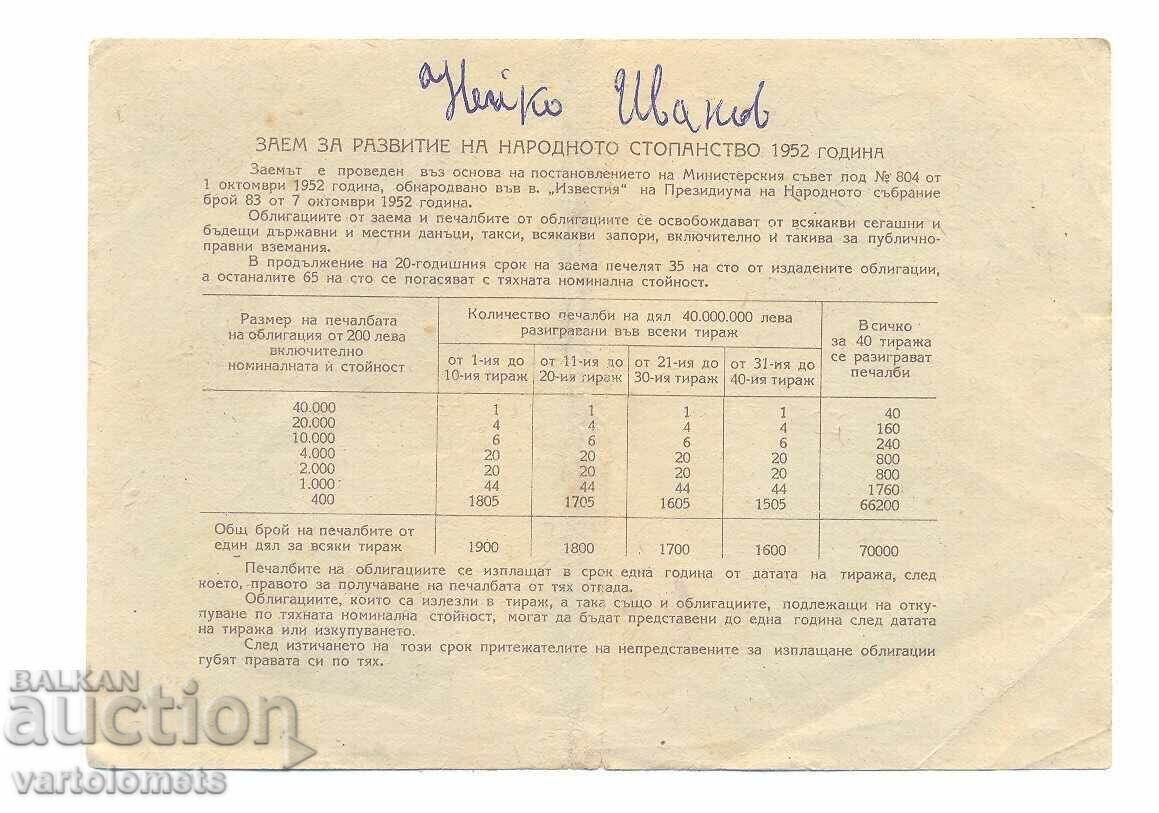 Нейко Иванов
ЗАЕМ ЗА РАЗВИТИЕ НА НАРОДНОТО СТОПАНСТВО 1952 ГОДИНА
Заемът е проведен въз основа на постановлението на Министерския съвет под № 804 от
1 октомври 1952 година, обнародвано във в. „Известия" на Президиума на Народното събрание
брой 83 от 7 октомври 1952 година.
Облигациите от заема и печалбите от облигациите се освобождават от всякакви сегашни и
бъдещи държавни и местни данъци, такси, всякакви запори, включително и такива за публично-
правни вземания.
В продължение на 20-годишния срок на заема печелят 35 на сто от издадените облигации,
а останалите 65 на сто се погасяват с тяхната номинална стойност.
Размер на печалбата
на облигация от 200 лева
включително
номиналната ѝ стойност
Количество печалби на дял 40.000.000 лева
разигравани във всеки тираж
от 1-ия до
10-ия тираж
от 11-ия до
20-ия тираж
от 21-ия до
30-ия тираж
от 31-ия до
40-ия тираж
Всичко
за 40 тиража
се разиграват
печалби
40.000 1 1 1 1 40
20.000 4 4 4 4 160
10.000 6 6 6 6 240
4.000 20 20 20 20 800
2.000 20 20 20 20 800
1.000 44 44 44 44 1760
400 1805 1705 1605 1505 66200
Общ брой на печалбите от
един дял за всяки тираж 1900 1800 1700 1600 70000
Печалбите на облигациите се изплащат в срок една година от датата на тиража, след
което, правото за получаване на печалбата от тях отпада.
Облигациите, които са излезли в тираж, а така също и облигациите, подлежащи на отку-
пуване по тяхната номинална стойност, могат да бъдат представени до една година след датата
на тиража или изкупуването.
След изтичането на този срок притежателите на непредставените за изплащане облигации
губят правата си по тях.
BALKAN
auction
vartolomets